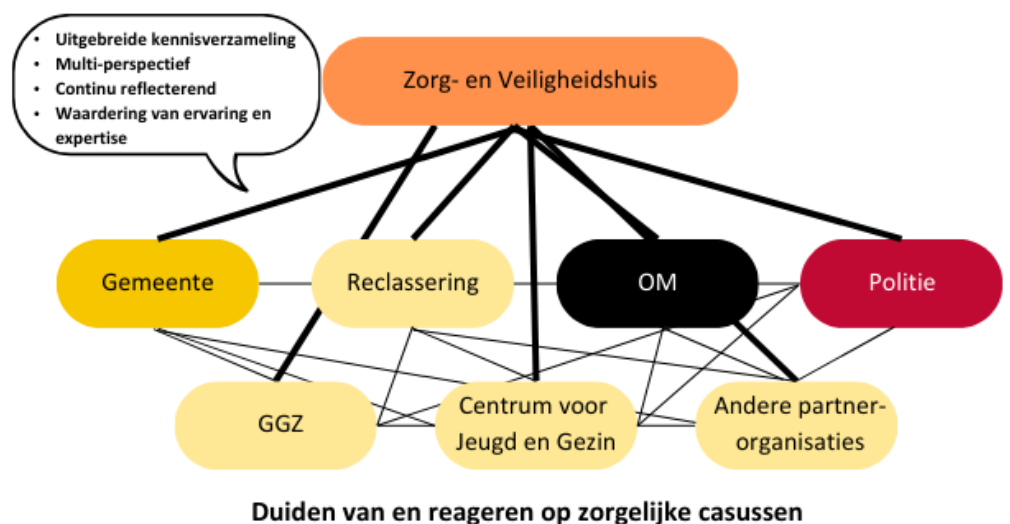 • Uitgebreide kennisverzameling
• Multi-perspectief
• Continu reflecterend
• Waardering van ervaring en
expertise
Zorg- en Veiligheidshuis
Gemeente
Reclassering
OM
Politie
GGZ
Centrum voor
Jeugd en Gezin
Andere partner-
organisaties
Duiden van en reageren op zorgelijke casussen